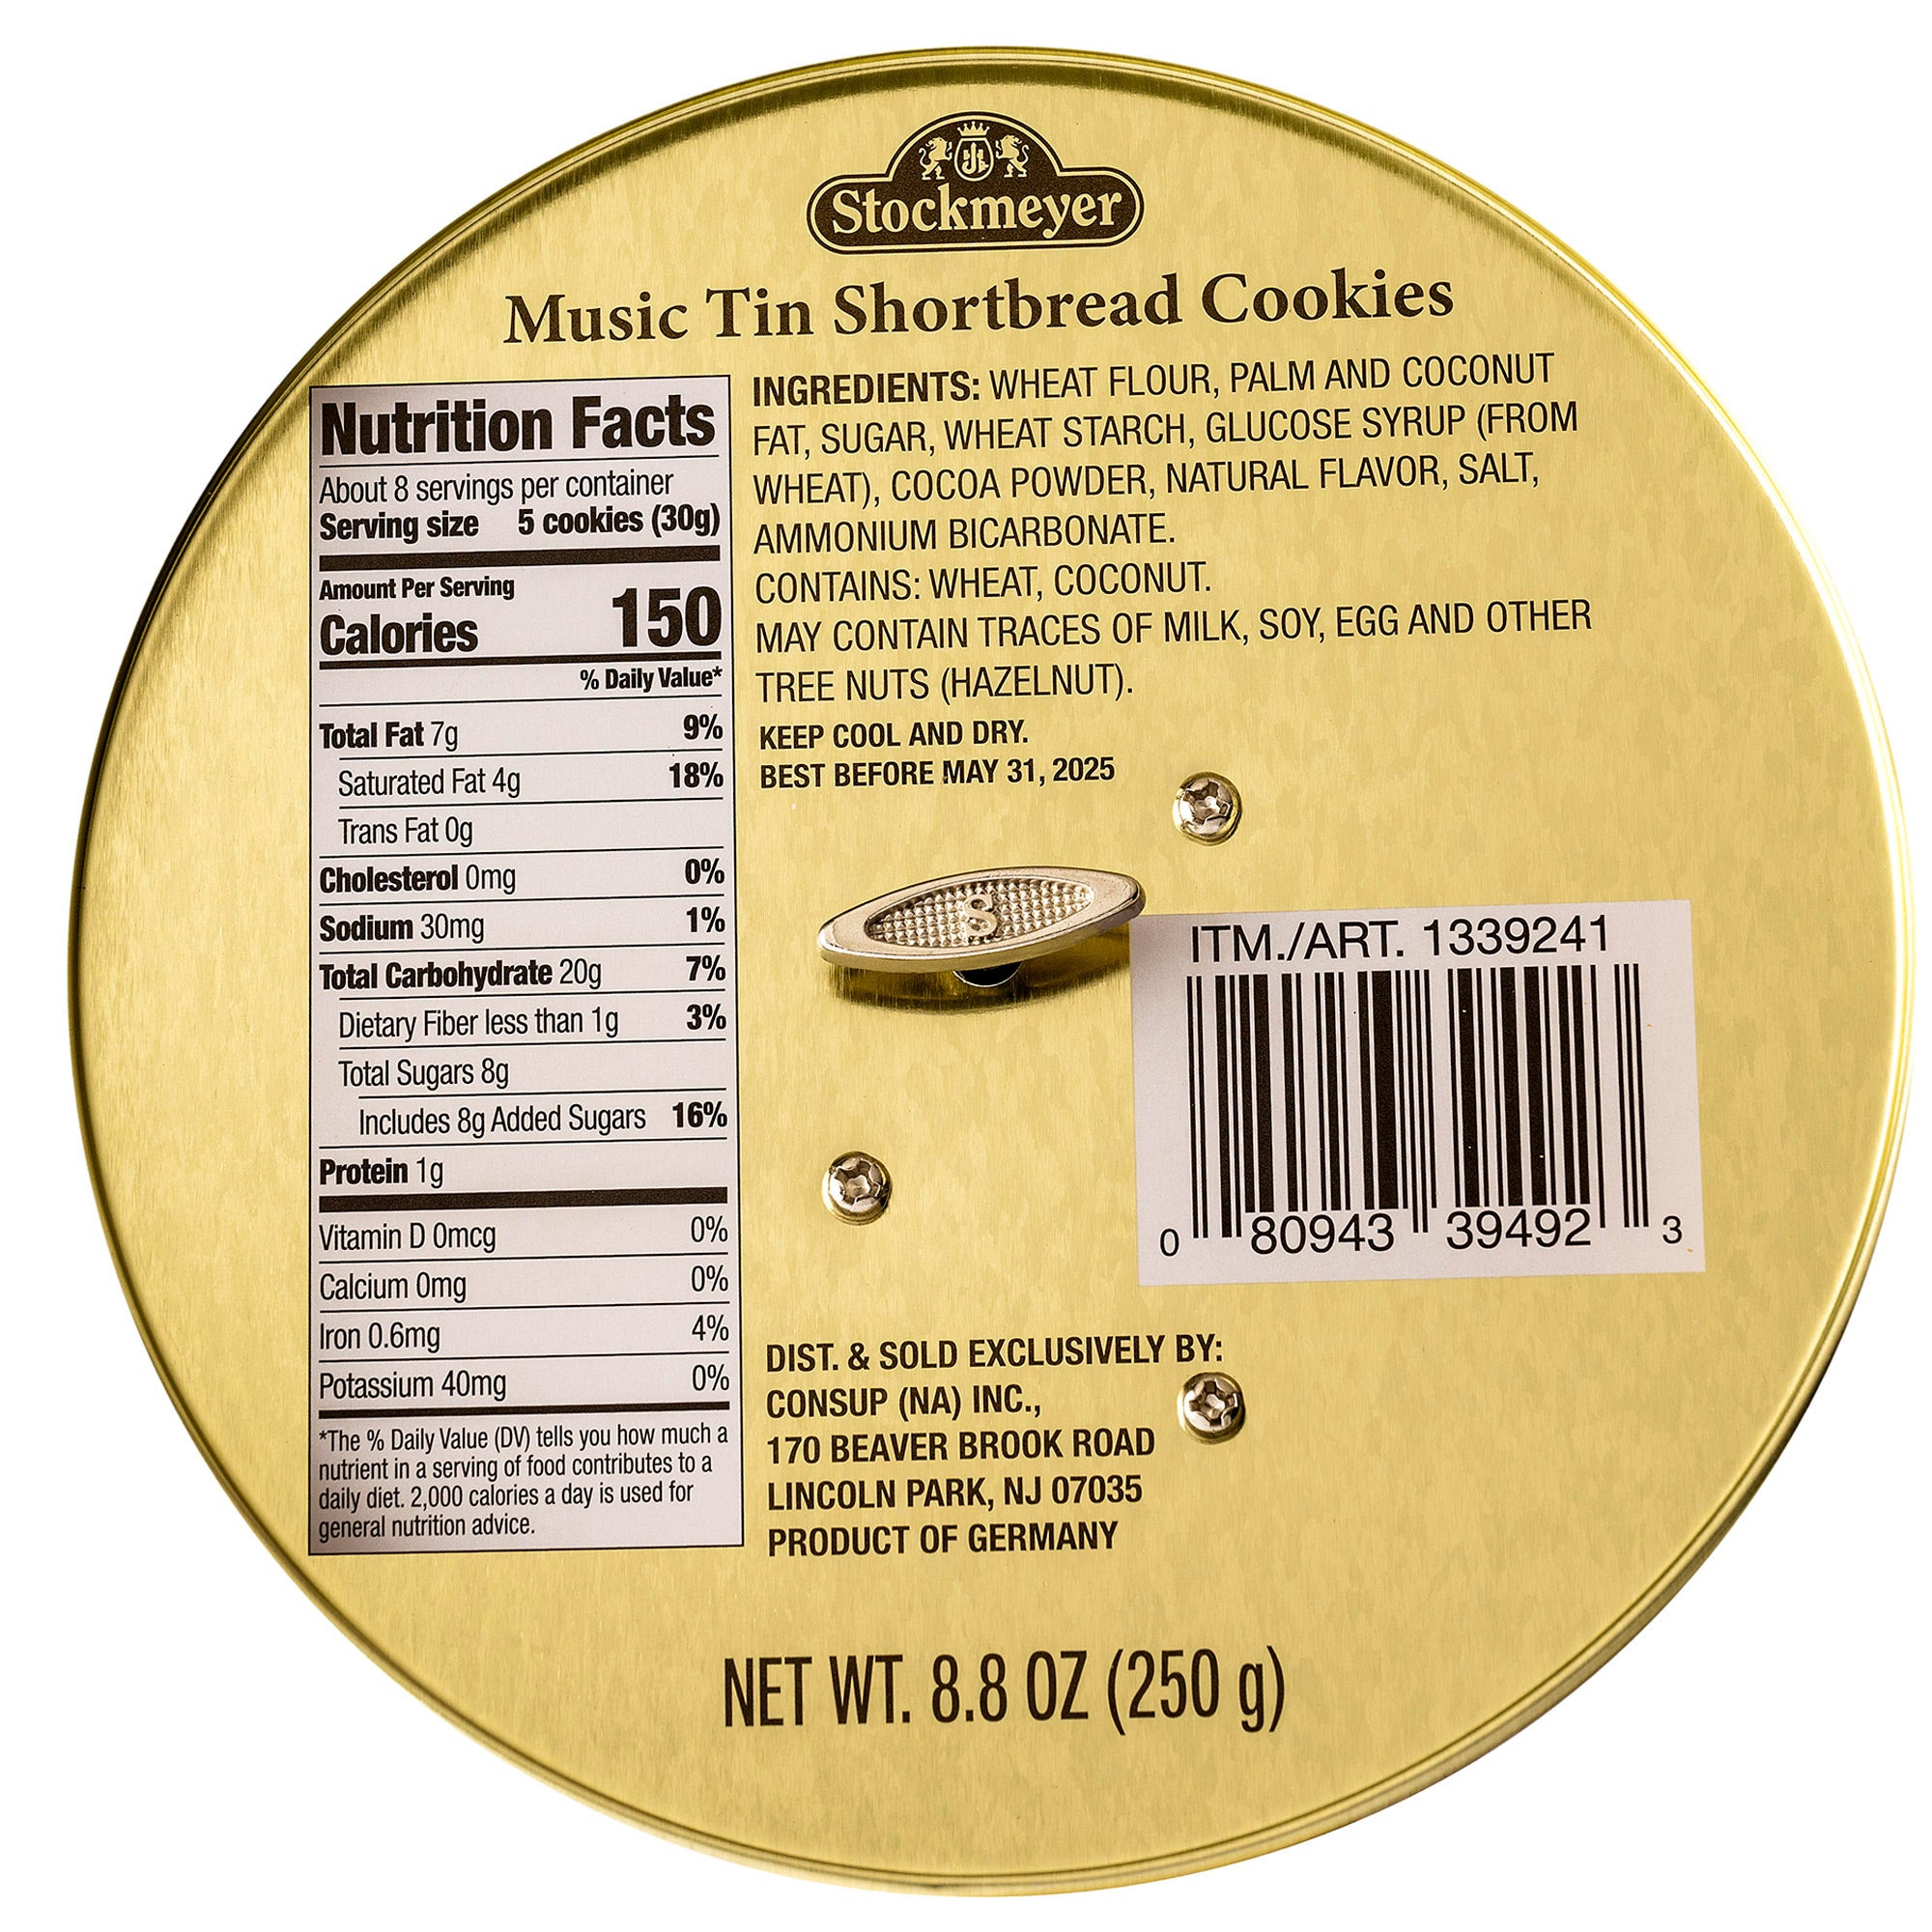 Stockmeyer
Music Tin Shortbread Cookies
Nutrition Facts
About 8 servings per container
Serving size 5 cookies (30g)
Amount Per Serving
Calories 150
% Daily Value*
Total Fat 7g 9%
Saturated Fat 4g 18%
Trans Fat 0g
Cholesterol 0mg 0%
Sodium 30mg 1%
Total Carbohydrate 20g 7%
Dietary Fiber less than 1g 3%
Total Sugars 8g
Includes 8g Added Sugars 16%
Protein 1g
Vitamin D 0mcg 0%
Calcium 0mg 0%
Iron 0.6mg 4%
Potassium 40mg 0%
*The % Daily Value (DV) tells you how much a
nutrient in a serving of food contributes to a
daily diet. 2,000 calories a day is used for
general nutrition advice.
INGREDIENTS: WHEAT FLOUR, PALM AND COCONUT
FAT, SUGAR, WHEAT STARCH, GLUCOSE SYRUP (FROM
WHEAT), COCOA POWDER, NATURAL FLAVOR, SALT,
AMMONIUM BICARBONATE.
CONTAINS: WHEAT, COCONUT.
MAY CONTAIN TRACES OF MILK, SOY, EGG AND OTHER
TREE NUTS (HAZELNUT).
KEEP COOL AND DRY.
BEST BEFORE MAY 31, 2025
S
ITM./ART. 1339241
0 80943 39492 3
DIST. & SOLD EXCLUSIVELY BY:
CONSUP (NA) INC.,
170 BEAVER BROOK ROAD
LINCOLN PARK, NJ 07035
PRODUCT OF GERMANY
NET WT. 8.8 OZ (250 g)